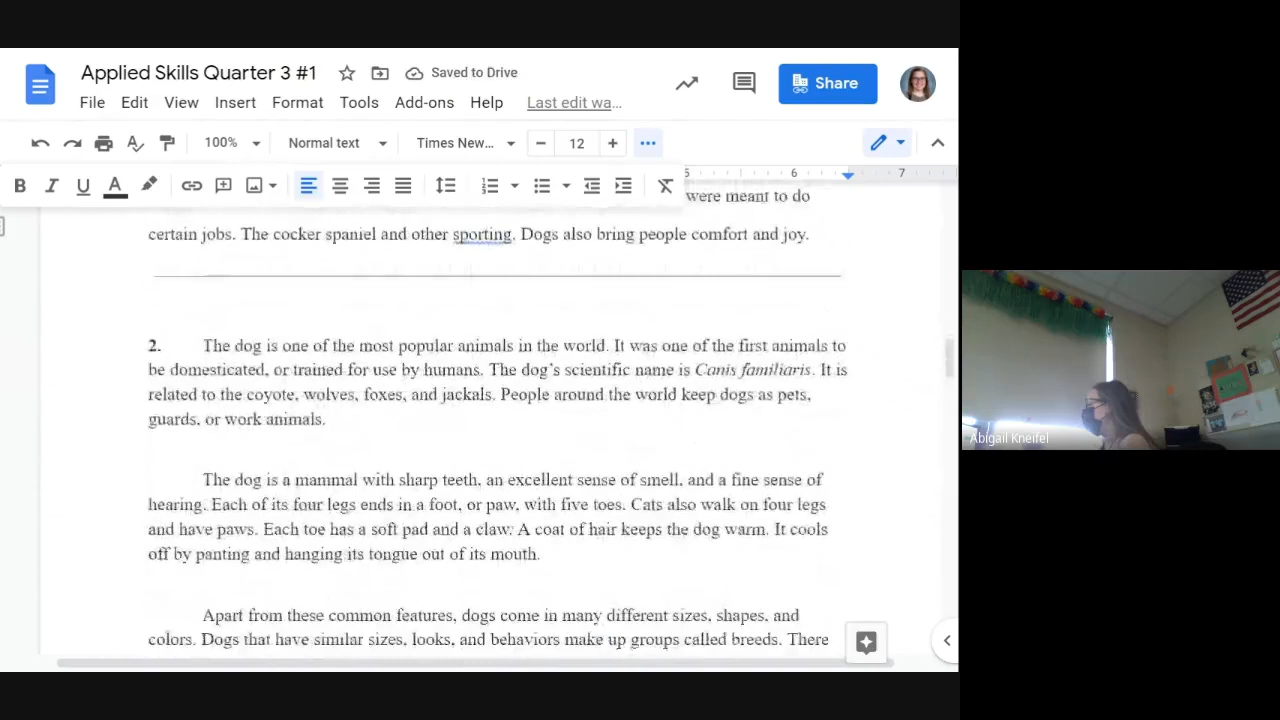 Applied Skills Quarter 3 #1
Saved to Drive
Share
File Edit View Insert Format Tools Add-ons Help Last edit wa...
100% Normal text Times New... 12
B I U A
5 6 7
were meant to do
certain jobs. The cocker spaniel and other sporting. Dogs also bring people comfort and joy.
2. The dog is one of the most popular animals in the world. It was one of the first animals to
be domesticated, or trained for use by humans. The dog's scientific name is Canis familiaris. It is
related to the coyote, wolves, foxes, and jackals. People around the world keep dogs as pets,
guards, or work animals.
The dog is a mammal with sharp teeth, an excellent sense of smell, and a fine sense of
hearing. Each of its four legs ends in a foot, or paw, with five toes. Cats also walk on four legs
and have paws. Each toe has a soft pad and a claw. A coat of hair keeps the dog warm. It cools
off by panting and hanging its tongue out of its mouth.
Apart from these common features, dogs come in many different sizes, shapes, and
colors. Dogs that have similar sizes, looks, and behaviors make up groups called breeds. There
Abigail Kneifel